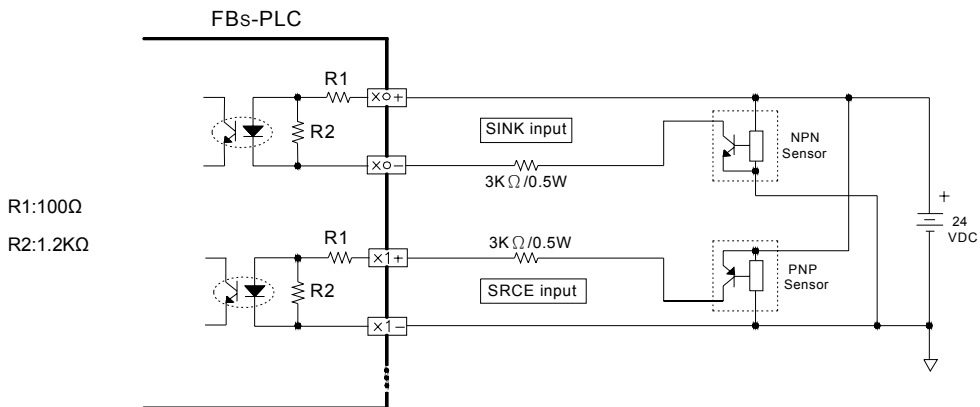 FBs-PLC
R1
X0+
R2
SINK input
NPN
Sensor
X0-
3KΩ/0.5W
R1:100Ω
R2:1.2KΩ
+
24
VDC
R1
X1+
3KΩ/0.5W
R2
SRCE input
PNP
Sensor
X1-